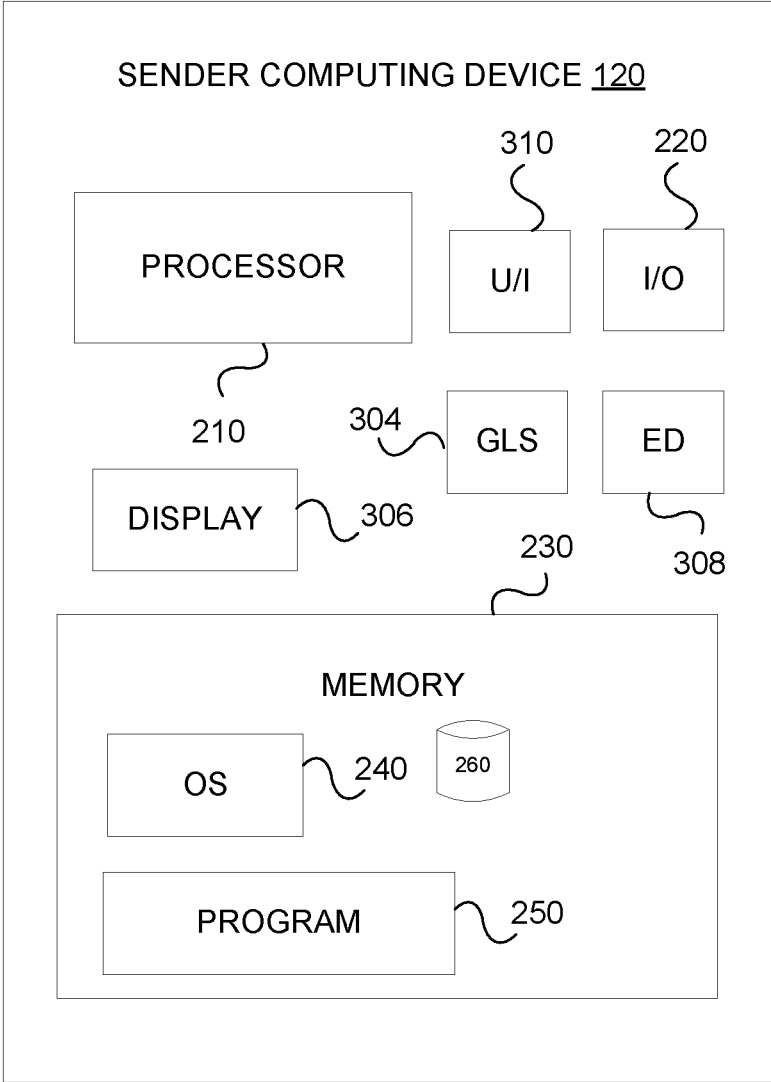 SENDER COMPUTING DEVICE 120
310
220
PROCESSOR
U/I
I/O
210
304
GLS
ED
DISPLAY
306
308
230
MEMORY
OS
240
260
PROGRAM
250